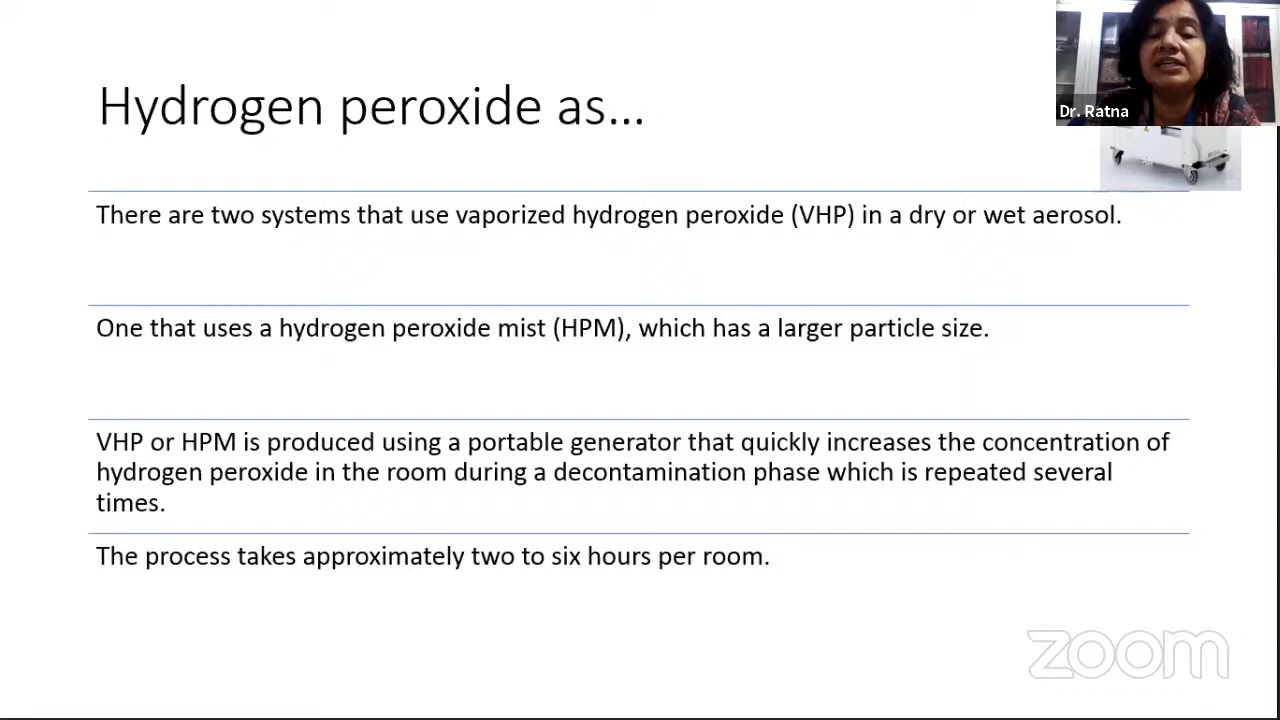 Hydrogen peroxide as...
Dr. Ratna
There are two systems that use vaporized hydrogen peroxide (VHP) in a dry or wet aerosol.
One that uses a hydrogen peroxide mist (HPM), which has a larger particle size.
VHP or HPM is produced using a portable generator that quickly increases the concentration of
hydrogen peroxide in the room during a decontamination phase which is repeated several
times.
The process takes approximately two to six hours per room.
zoom